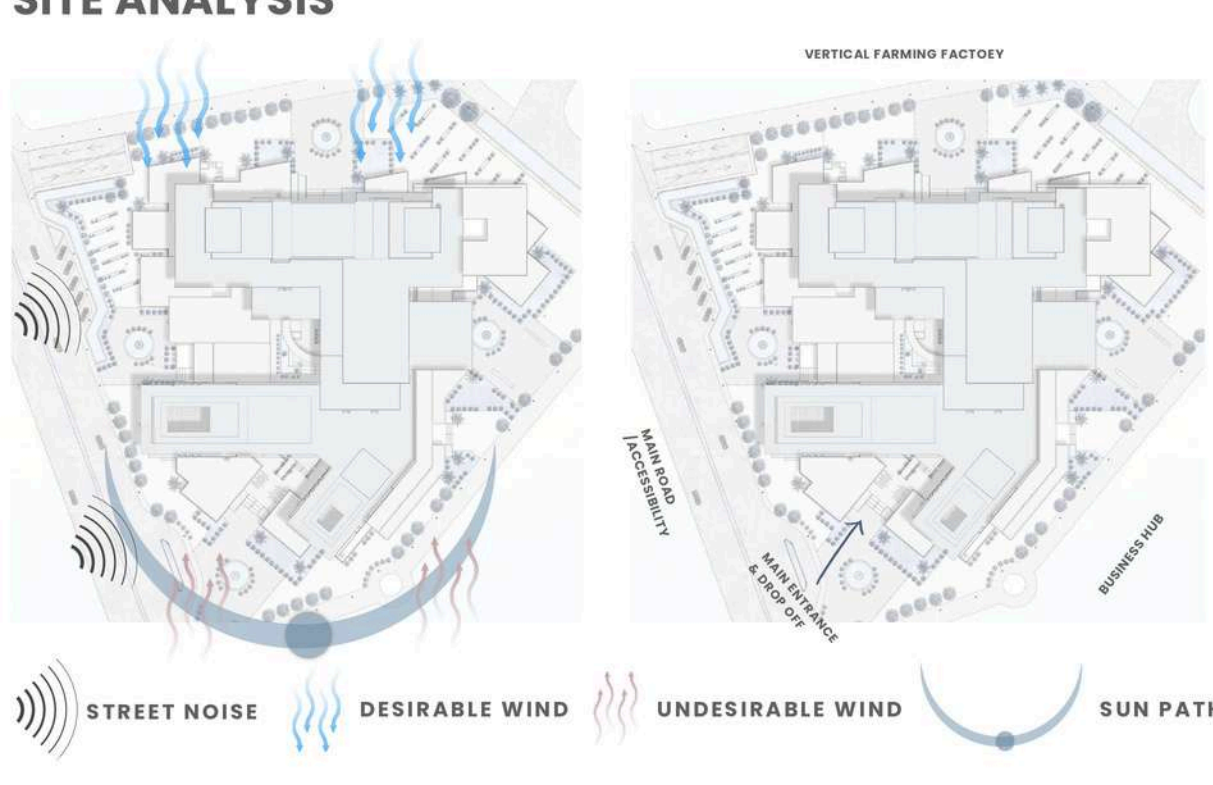 SITE ANALYSIS
VERTICAL FARMING FACTOEY
MAIN ROAD
/ACCESSIBILITY
MAIN ENTRANCE
& DROP OFF
BUSINESS HUB
STREET NOISE
DESIRABLE WIND
UNDESIRABLE WIND
SUN PATH